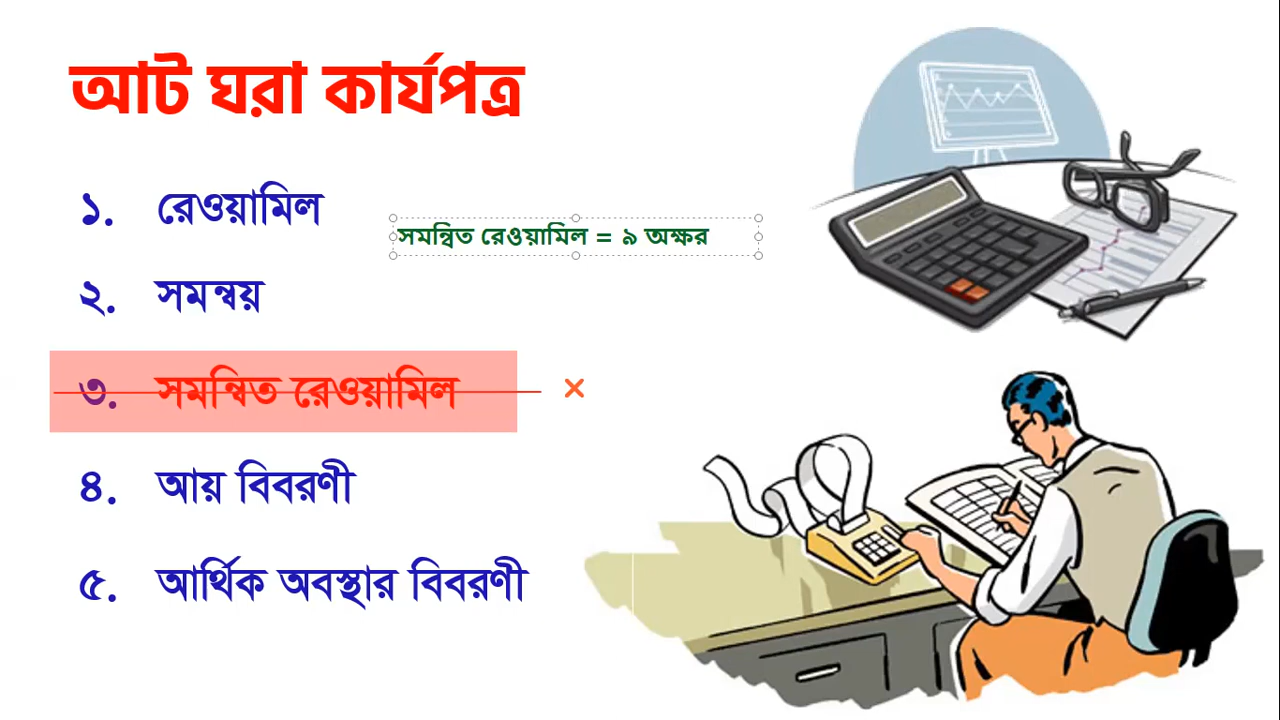 আট ঘরা কার্যপত্র
১. রেওয়ামিল
সমন্বিত রেওয়ামিল = ৯ অক্ষর
২. সমন্বয়
৩. সমন্বিত রেওয়ামিল ×
৪. আয় বিবরণী
৫. আর্থিক অবস্থার বিবরণী